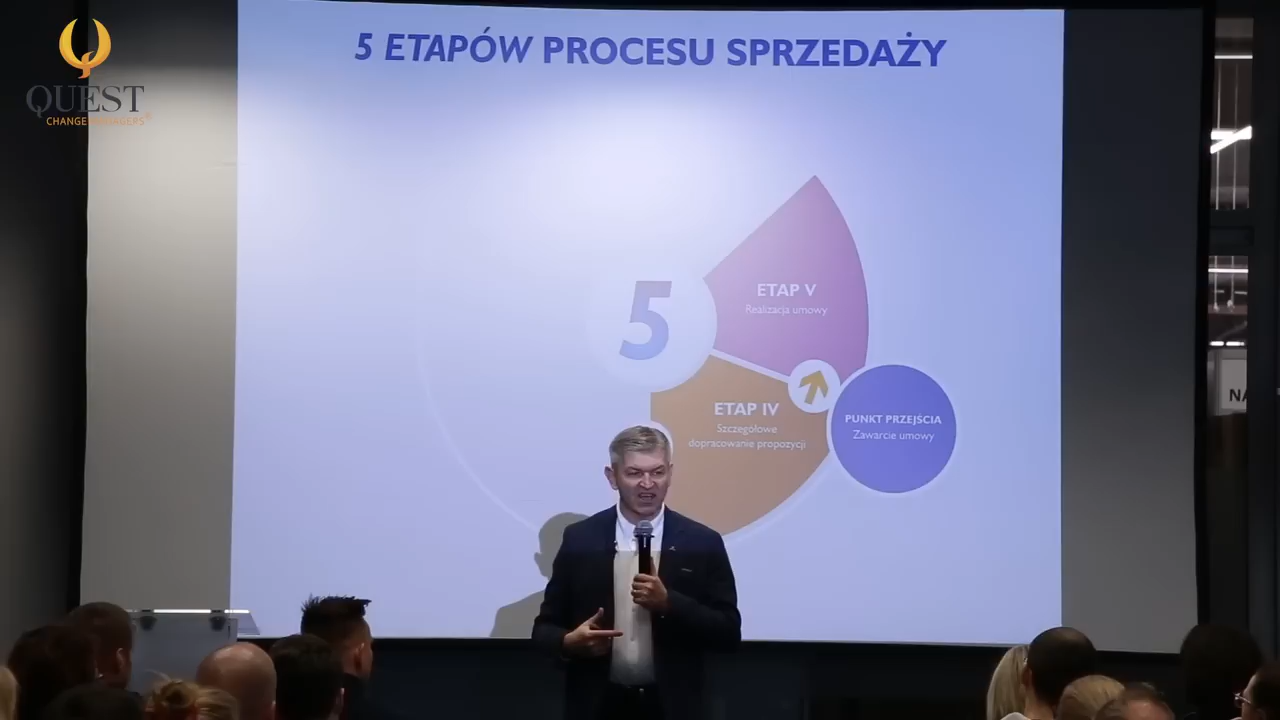 QUEST
CHANGE MANAGERS®
5 ETAPÓW PROCESU SPRZEDAŻY
5
ETAP V
Realizacja umowy
ETAP IV
Szczegółowe
dopracowanie propozycji
PUNKT PRZEJŚCIA
Zawarcie umowy
NA